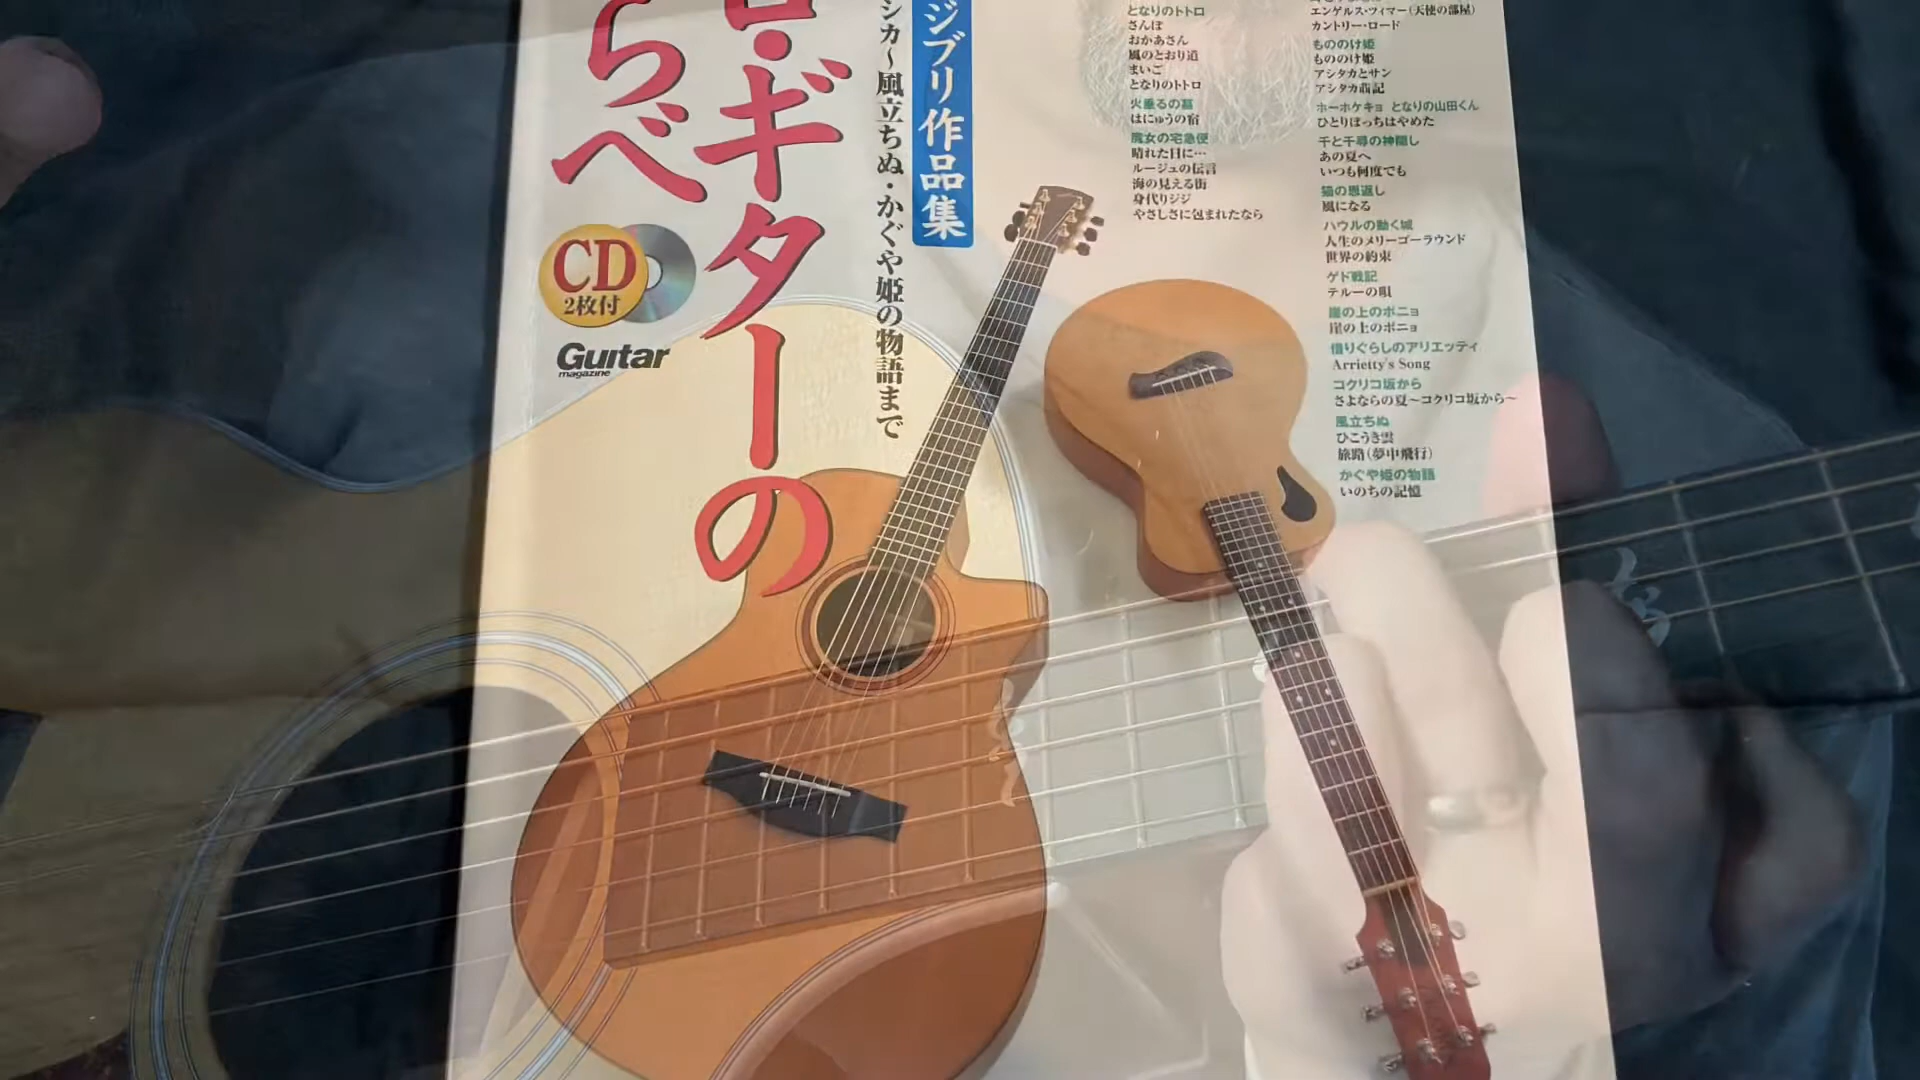 ロ・ギターの
らべ
ジブリ作品集
シカ〜風立ちぬ・かぐや姫の物語まで
CD
2枚付
Guitar
magazine
となりのトトロ
さんぽ
おかあさん
風のとおり道
まいご
となりのトトロ
火垂るの墓
はにゅうの宿
魔女の宅急便
晴れた日に…
ルージュの伝言
海の見える街
身代りジジ
やさしさに包まれたなら
エンゲルス・ツィマー(天使の部屋)
カントリー・ロード
もののけ姫
もののけ姫
アシタカとサン
アシタカ𦻙記
ホーホケキョ となりの山田くん
ひとりぼっちはやめた
千と千尋の神隠し
あの夏へ
いつも何度でも
猫の恩返し
風になる
ハウルの動く城
人生のメリーゴーラウンド
世界の約束
ゲド戦記
テルーの唄
崖の上のポニョ
崖の上のポニョ
借りぐらしのアリエッティ
Arrietty's Song
コクリコ坂から
さよならの夏〜コクリコ坂から〜
風立ちぬ
ひこうき雲
旅路(夢中飛行)
かぐや姫の物語
いのちの記憶